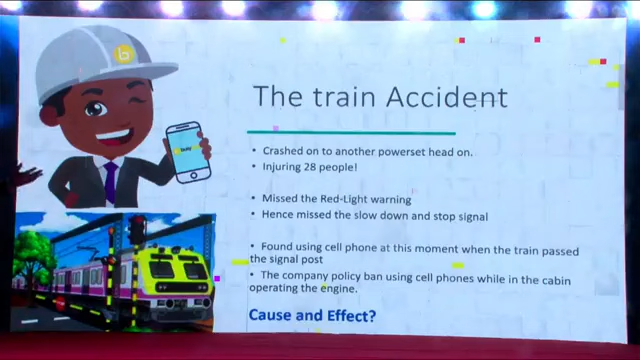 The train Accident
• Crashed on to another powerset head on.
• Injuring 28 people!
• Missed the Red-Light warning
• Hence missed the slow down and stop signal
• Found using cell phone at this moment when the train passed
the signal post
• The company policy ban using cell phones while in the cabin
operating the engine.
Cause and Effect?